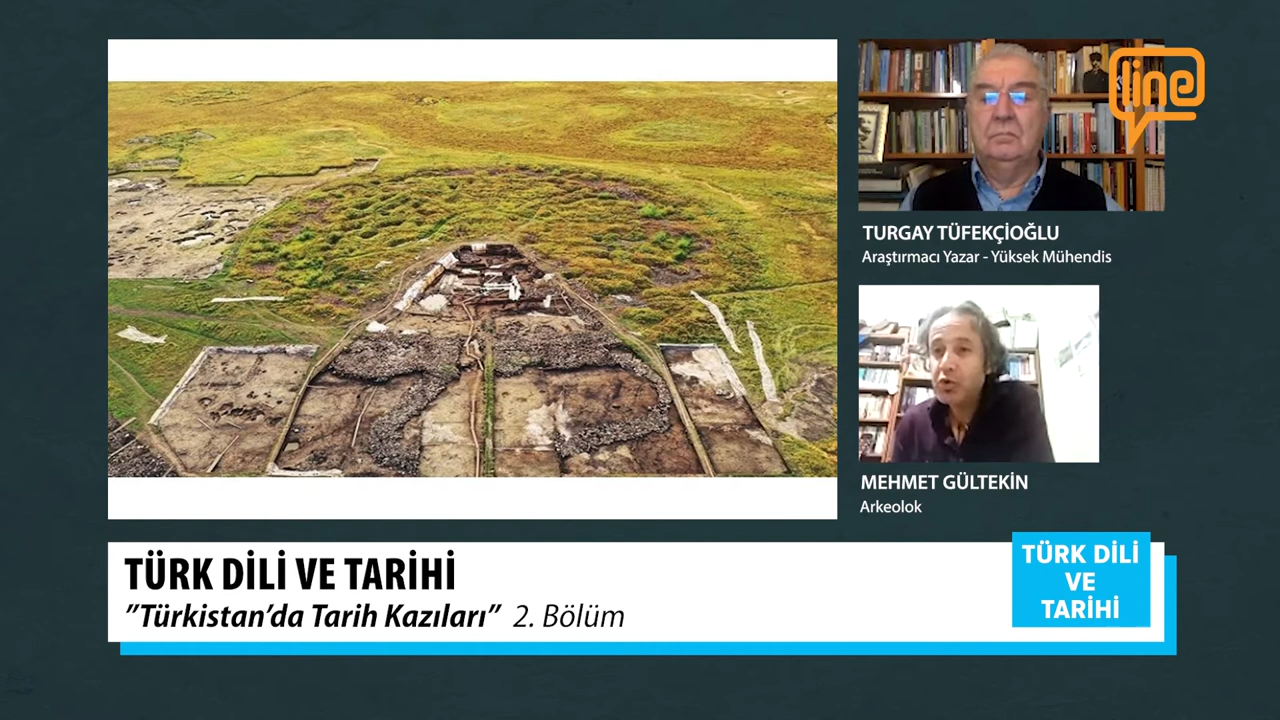 line
TURGAY TÜFEKÇİOĞLU
Araştırmacı Yazar - Yüksek Mühendis
MEHMET GÜLTEKİN
Arkeolok
TÜRK DİLİ VE TARİHİ
”Türkistan’da Tarih Kazıları” 2. Bölüm
TÜRK DİLİ
VE
TARİHİ